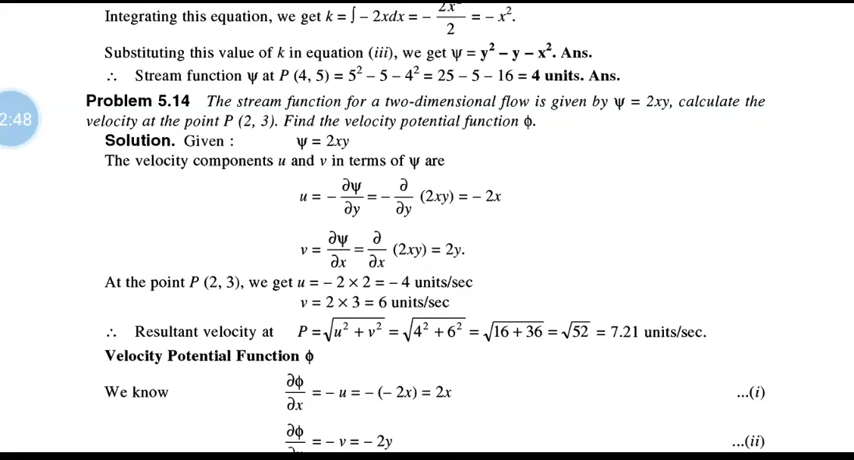 Integrating this equation, we get k = ∫ – 2xdx = – 2x/2 = – x².
Substituting this value of k in equation (iii), we get ψ = y² – y – x². Ans.
∴ Stream function ψ at P (4, 5) = 5² – 5 – 4² = 25 – 5 – 16 = 4 units. Ans.
Problem 5.14 The stream function for a two-dimensional flow is given by ψ = 2xy, calculate the
2:48
velocity at the point P (2, 3). Find the velocity potential function ϕ.
Solution. Given : ψ = 2xy
The velocity components u and v in terms of ψ are
u = – ∂ψ/∂y = – ∂/∂y (2xy) = – 2x
v = ∂ψ/∂x = ∂/∂x (2xy) = 2y.
At the point P (2, 3), we get u = – 2 × 2 = – 4 units/sec
v = 2 × 3 = 6 units/sec
∴ Resultant velocity at P = √(u² + v²) = √(4² + 6²) = √(16 + 36) = √52 = 7.21 units/sec.
Velocity Potential Function ϕ
We know ∂ϕ/∂x = – u = – (– 2x) = 2x ...(i)
∂ϕ = – v = – 2y ...(ii)